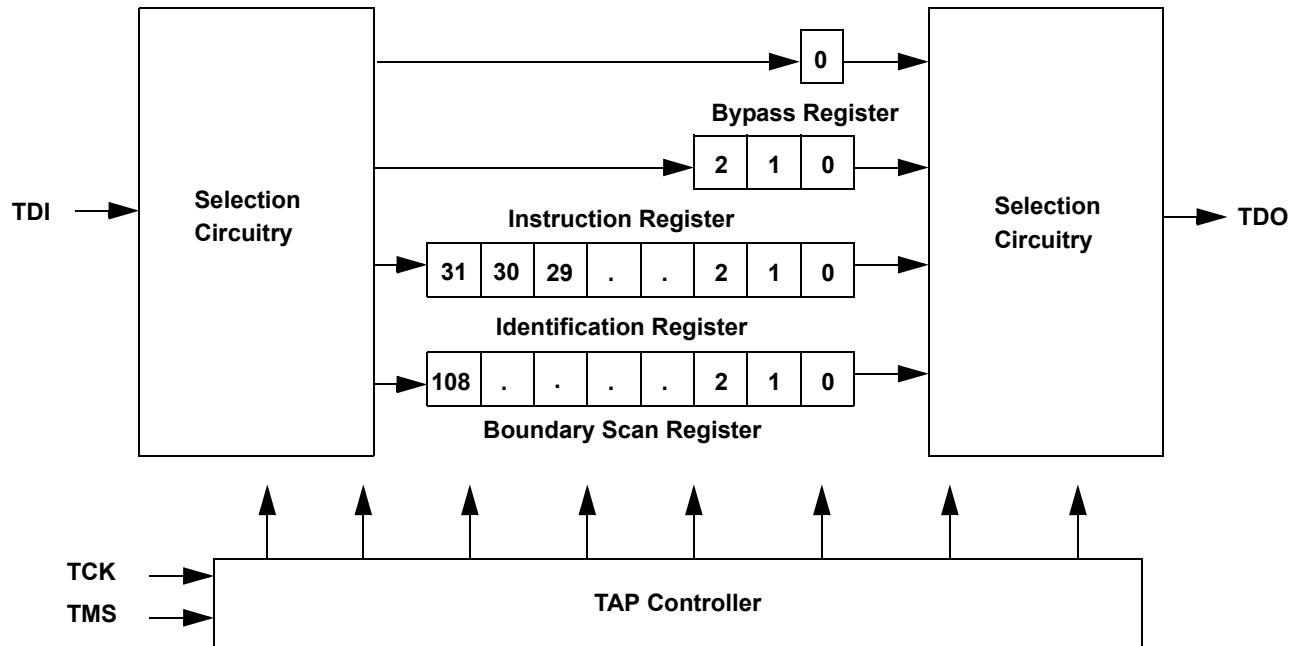 0
Bypass Register
2 1 0
Selection
Circuitry
Selection
Circuitry
TDI
TDO
Instruction Register
31 30 29 . . 2 1 0
Identification Register
108 . . . . 2 1 0
Boundary Scan Register
TCK
TMS
TAP Controller